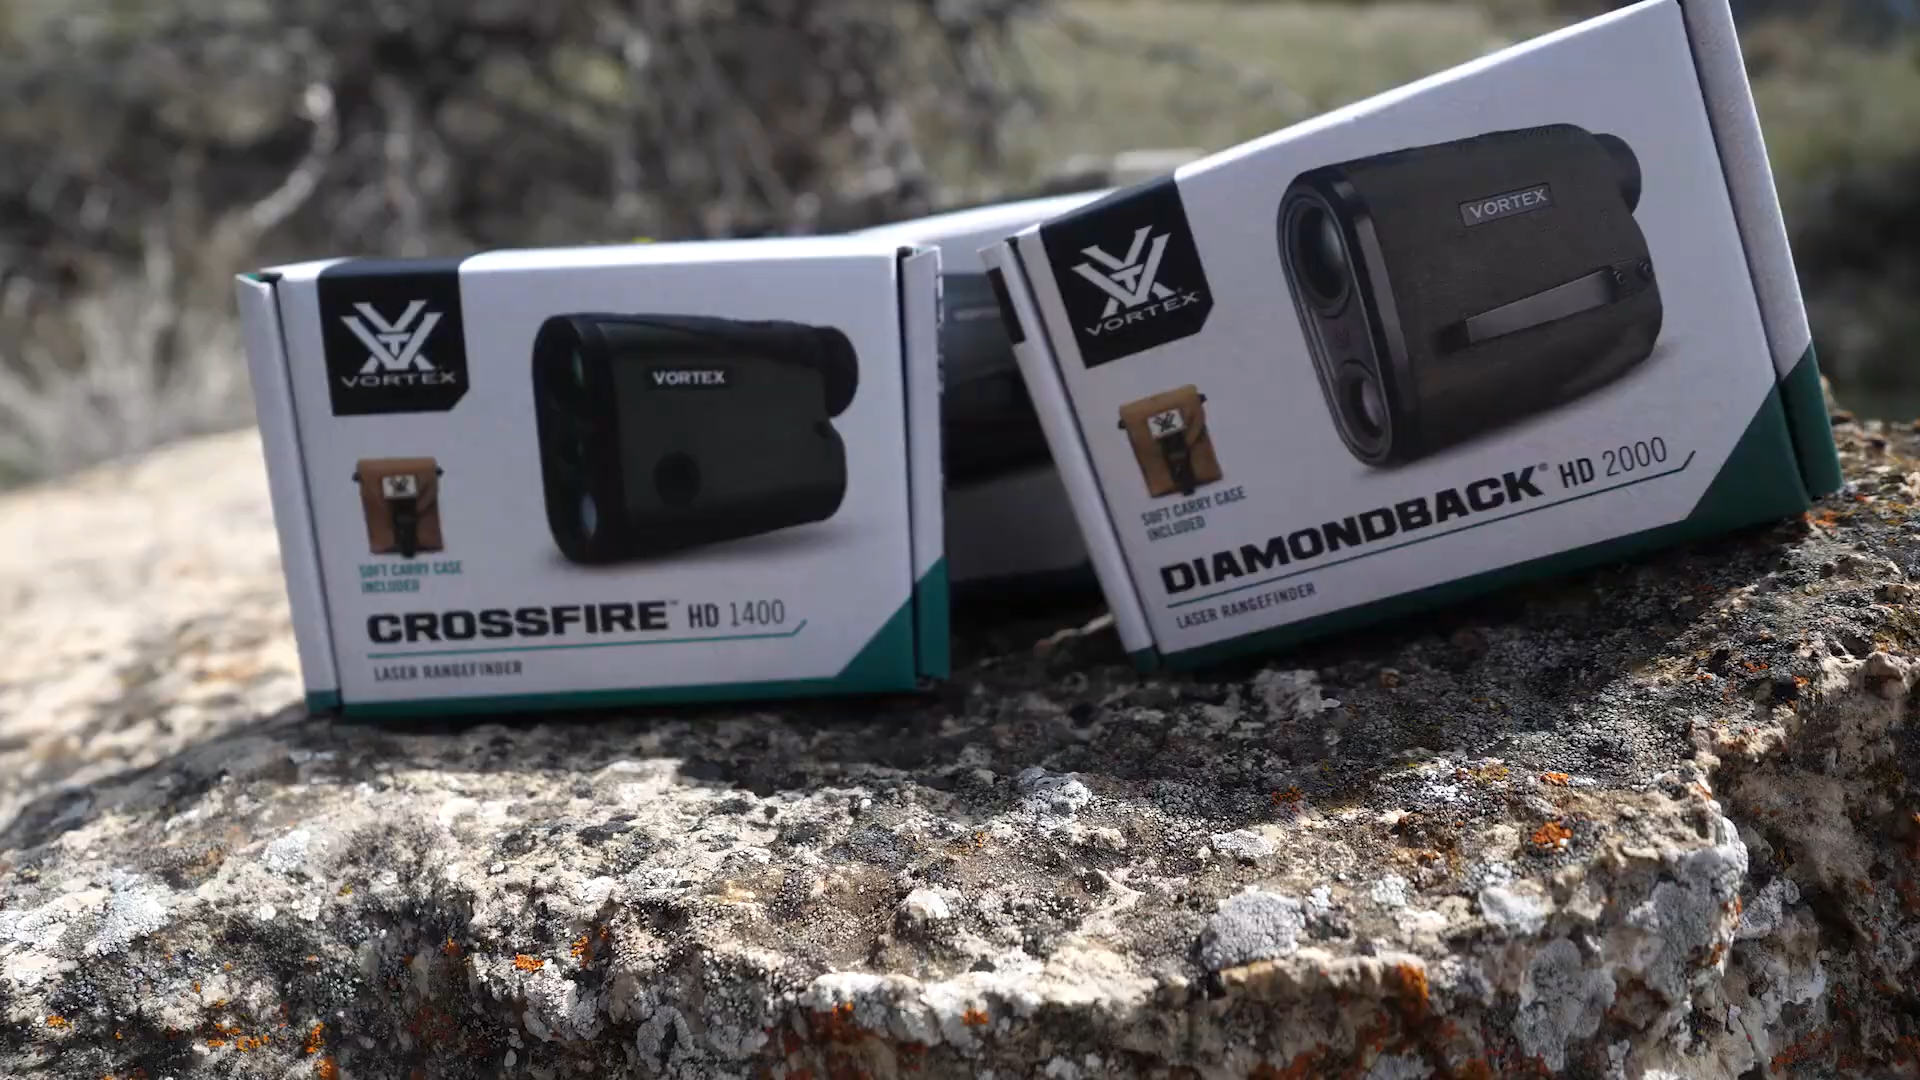 VORTEX
VORTEX
SOFT CARRY CASE
INCLUDED
CROSSFIRE™ HD 1400
LASER RANGEFINDER
VORTEX®
VORTEX
SOFT CARRY CASE
INCLUDED
DIAMONDBACK® HD 2000
LASER RANGEFINDER